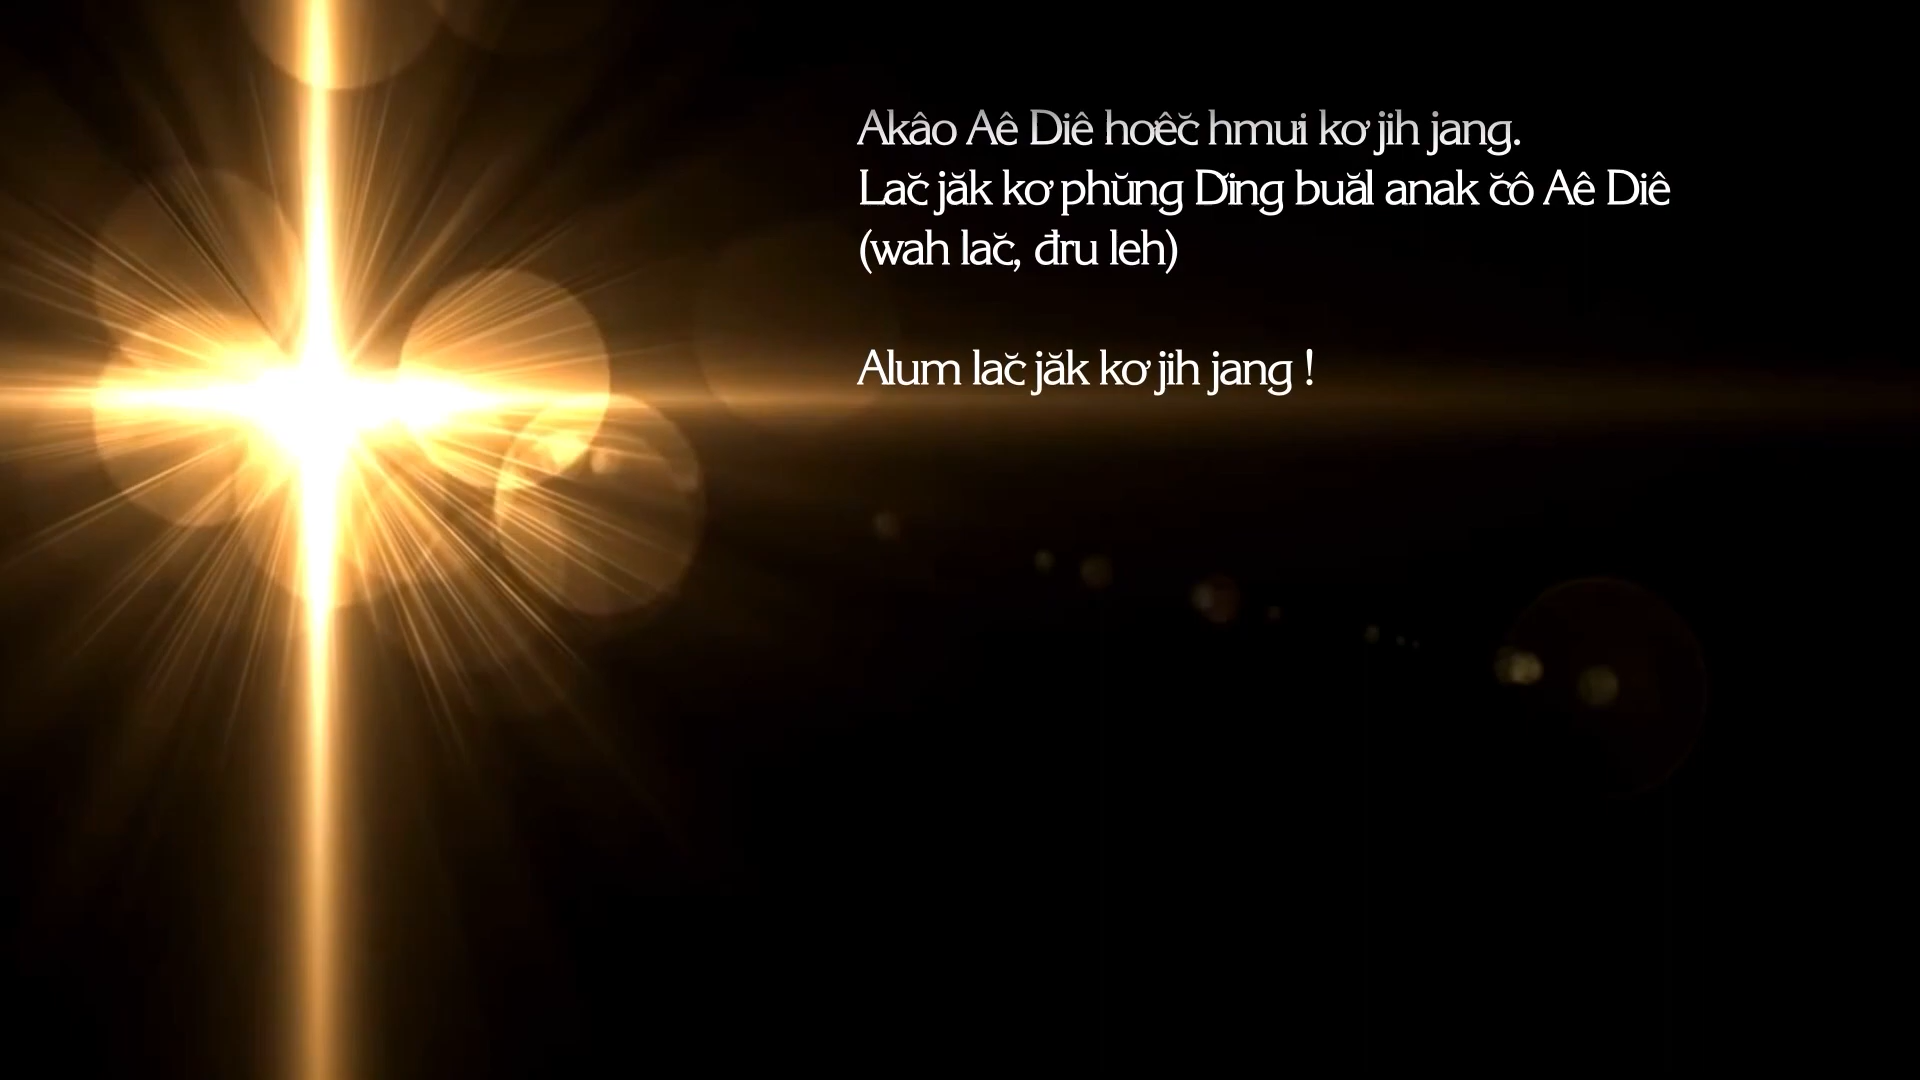 Akâo Aê Diê hơêč hmưi kơ jih jang.
Lač jăk kơ phŭng Dĭng buăl anak čô Aê Diê
(wah lač, đru leh)
Alum lač jăk kơ jih jang !